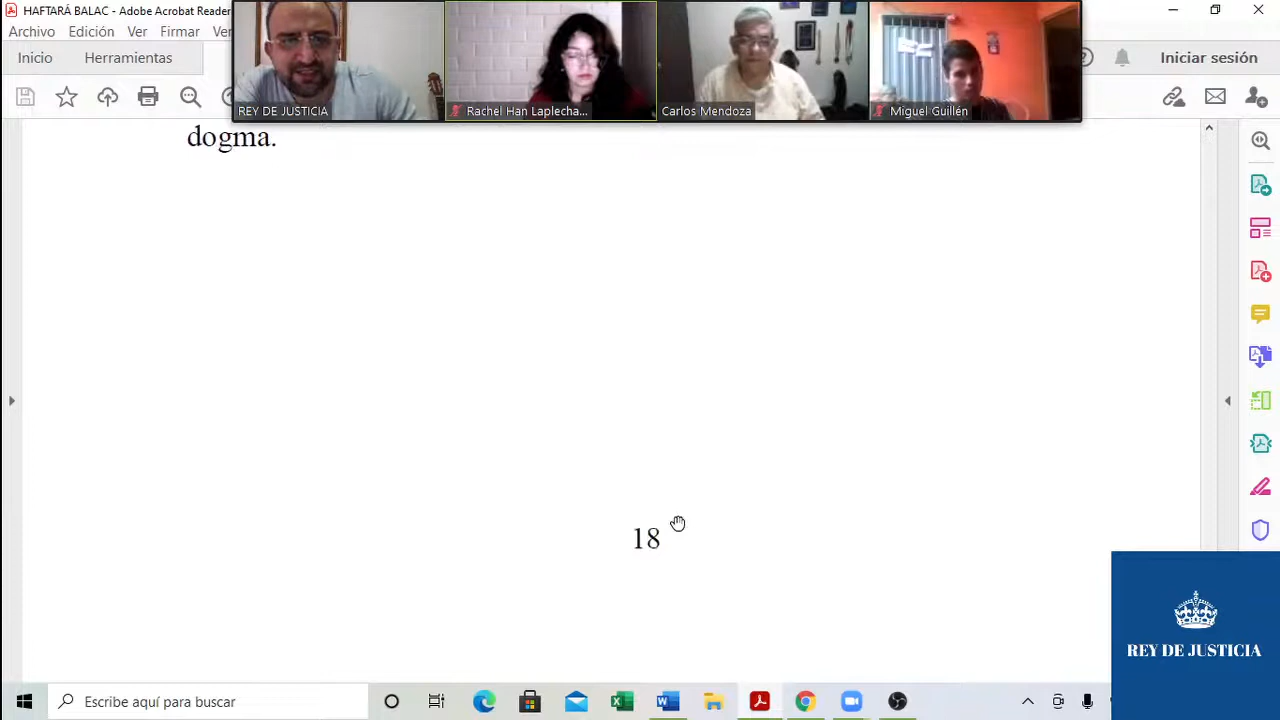 HAFTARÁ BALAC - Adobe Acrobat Reader
Archivo Edición Ver Firmar
Inicio Herramientas
Iniciar sesión
REY DE JUSTICIA
Rachel Han Laplecha...
Carlos Mendoza
Miguel Guillén
dogma.
18
REY DE JUSTICIA
Escriba aquí para buscar